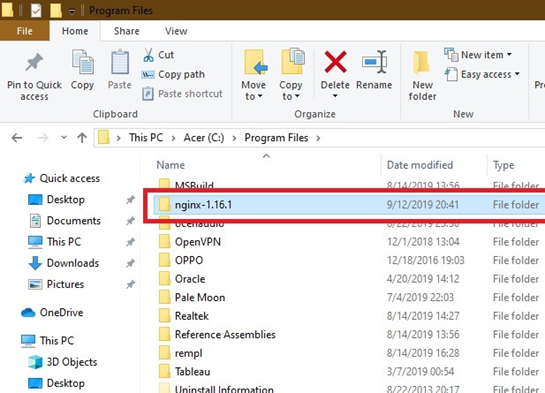 Program Files
File Home Share View
Pin to Quick access
Copy
Paste
Cut
Copy path
Paste shortcut
Clipboard
Move to
Copy to
Delete
Rename
Organize
New folder
New item
Easy access
New
This PC > Acer (C:) > Program Files >
Name Date modified Type
Quick access
Desktop
Documents
This PC
Downloads
Pictures
OneDrive
This PC
3D Objects
Desktop
MSBuild 8/14/2019 13:56 File folder
nginx-1.16.1 9/12/2019 20:41 File folder
ocenaudio File folder
OpenVPN 12/1/2018 13:04 File folder
OPPO 12/18/2016 19:03 File folder
Oracle 4/20/2019 14:12 File folder
Pale Moon 7/4/2019 22:03 File folder
Realtek 8/14/2019 14:27 File folder
Reference Assemblies 8/14/2019 13:56 File folder
rempl 8/14/2019 16:28 File folder
Tableau 3/7/2019 00:54 File folder
Uninstall Information 8/22/2013 20:17 File folder